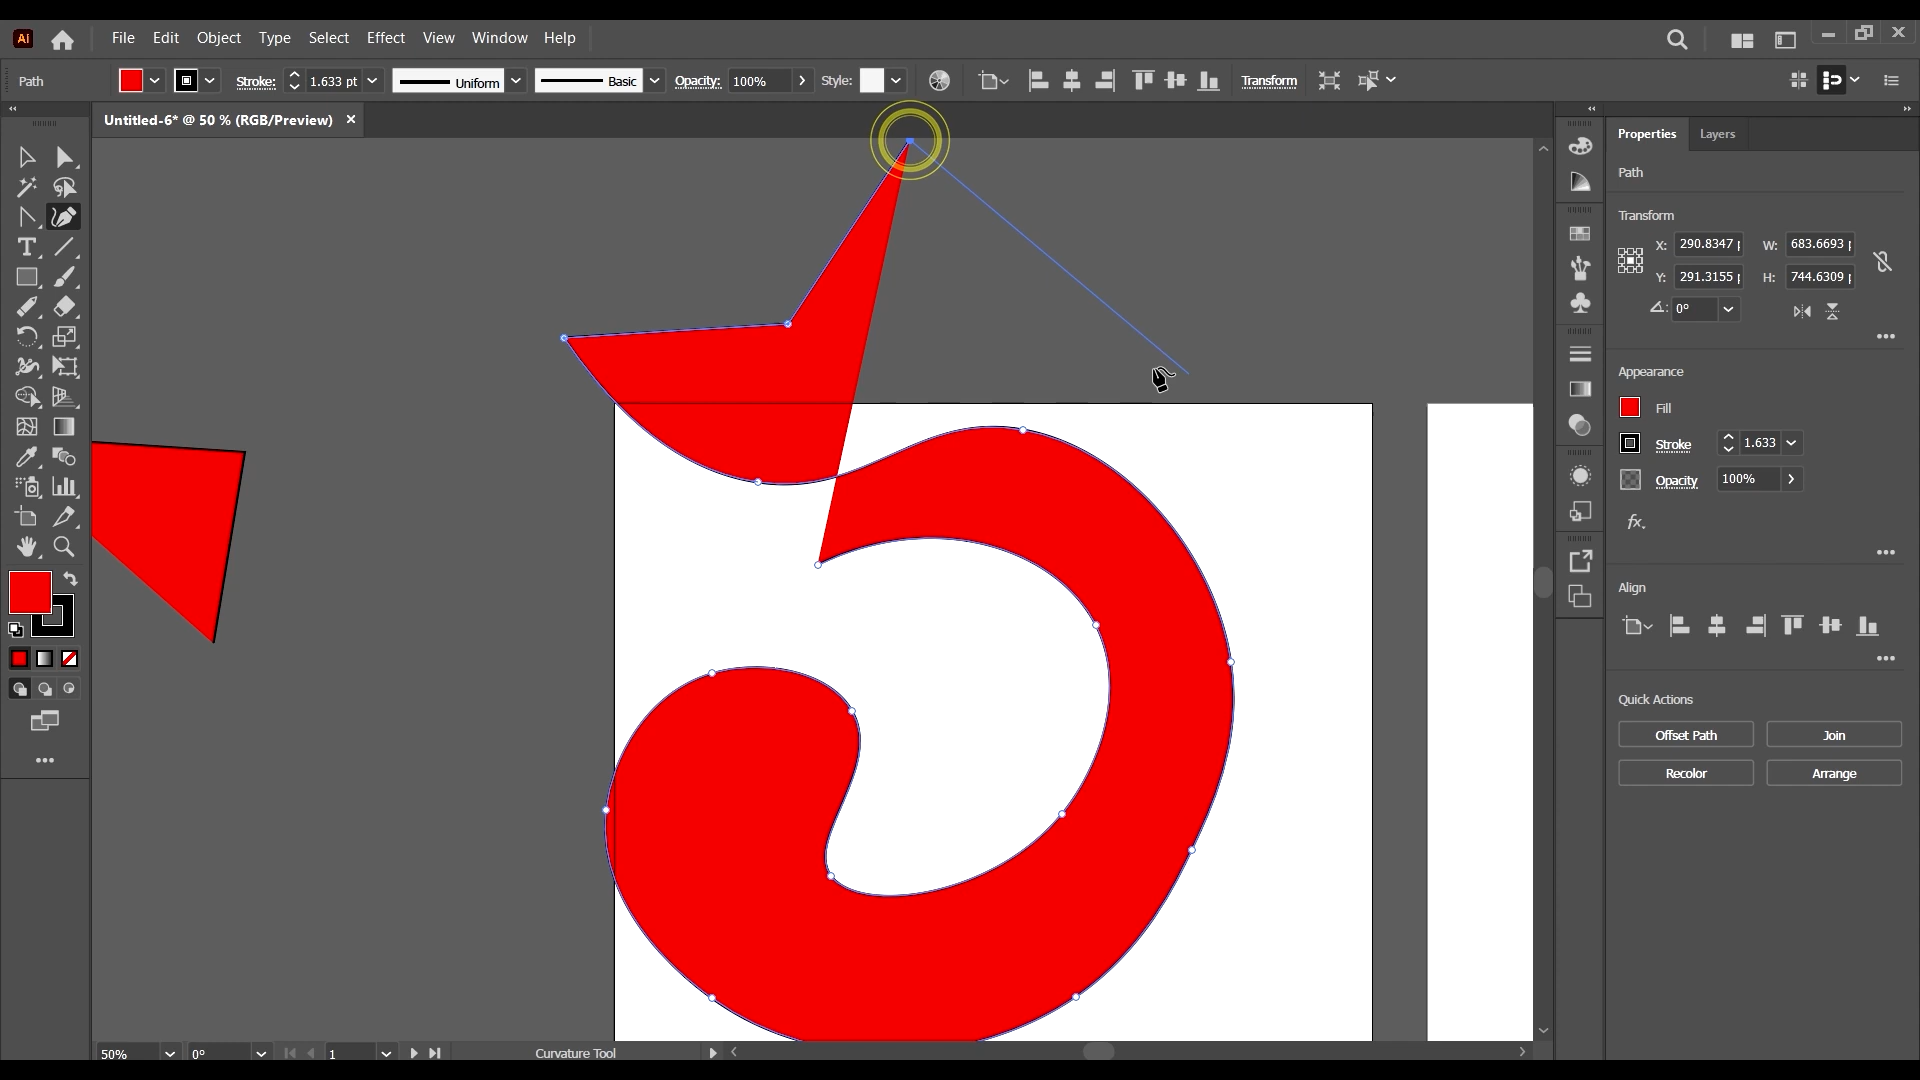 Ai File Edit Object Type Select Effect View Window Help
Path Stroke: 1.633 pt Uniform Basic Opacity: 100% Style: Transform
Untitled-6* @ 50 % (RGB/Preview)
Properties Layers
Path
Transform
X: 290.8347 W: 683.6693
Y: 291.3155 H: 744.6309
0°
Appearance
Fill
Stroke 1.633
Opacity 100%
fx.
Align
Quick Actions
Offset Path Join
Recolor Arrange
50% 0° 1 Curvature Tool